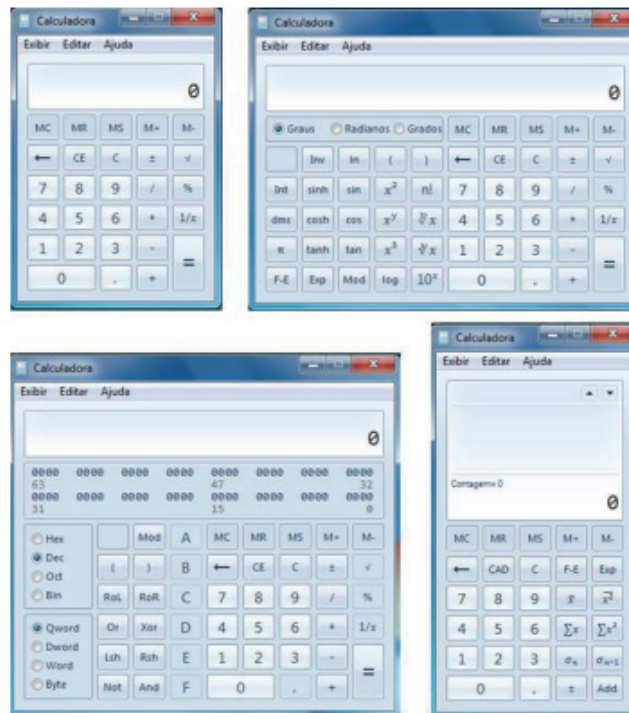 Calculadora
Exibir Editar Ajuda
0
MC MR MS M+ M-
← CE C ± √
7 8 9 / %
4 5 6 * 1/x
1 2 3 - =
0 , +
Calculadora
Exibir Editar Ajuda
0
Graus Radianos Grados MC MR MS M+ M-
Inv ln ( ) ← CE C ± √
Int sinh sin x² n! 7 8 9 / %
dms cosh cos xʸ ʸ√x 4 5 6 * 1/x
π tanh tan x³ ³√x 1 2 3 - =
F-E Exp Mod log 10ˣ 0 , +
Calculadora
Exibir Editar Ajuda
0
0000 0000 0000 0000 0000 0000 0000 0000
63 47 32
0000 0000 0000 0000 0000 0000 0000 0000
31 15 0
Hex Mod A MC MR MS M+ M-
Dec ( ) B ← CE C ± √
Oct
Bin RoL RoR C 7 8 9 / %
Qword Or Xor D 4 5 6 * 1/x
Dword
Word Lsh Rsh E 1 2 3 - =
Byte Not And F 0 , +
Calculadora
Exibir Editar Ajuda
Contagem= 0
0
MC MR MS M+ M-
← CAD C F-E Exp
7 8 9 x̄ x̄²
4 5 6 ∑x ∑x²
1 2 3 σₙ σₙ₋₁
0 , ± Add